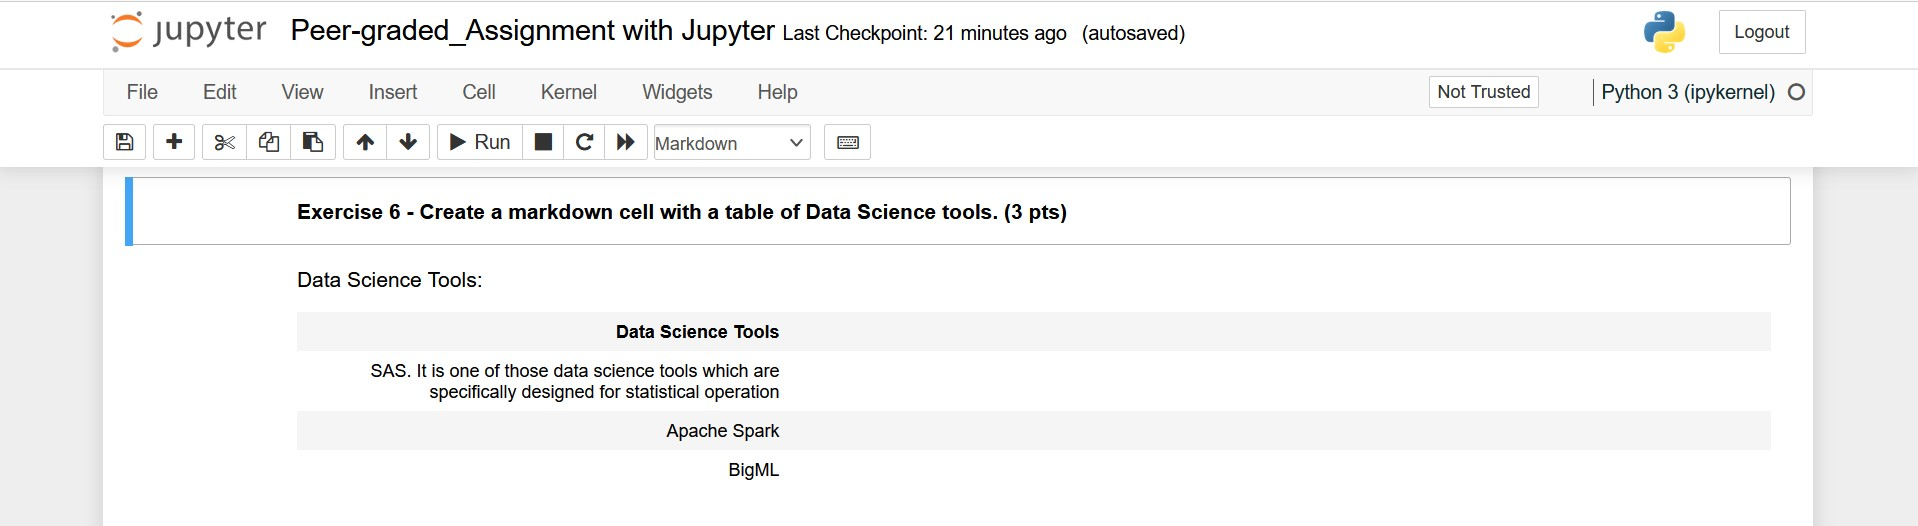 jupyter Peer-graded_Assignment with Jupyter Last Checkpoint: 21 minutes ago (autosaved) Logout
File Edit View Insert Cell Kernel Widgets Help Not Trusted Python 3 (ipykernel)
Run Markdown
Exercise 6 - Create a markdown cell with a table of Data Science tools. (3 pts)
Data Science Tools:
Data Science Tools
SAS. It is one of those data science tools which are
specifically designed for statistical operation
Apache Spark
BigML